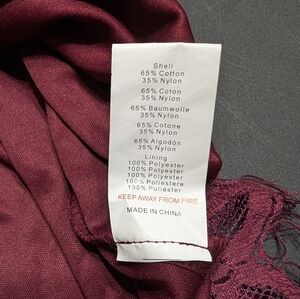 Shell
65% Cotton
35% Nylon
65% Coton
35% Nylon
65% Baumwolle
35% Nylon
65% Cotone
35% Nylon
65% Algodón
35% Nylon
Lining
100% Polyester
100% Polyester
100% Polyester
100% Poliestere
100% Poliéster
KEEP AWAY FROM FIRE
MADE IN CHINA